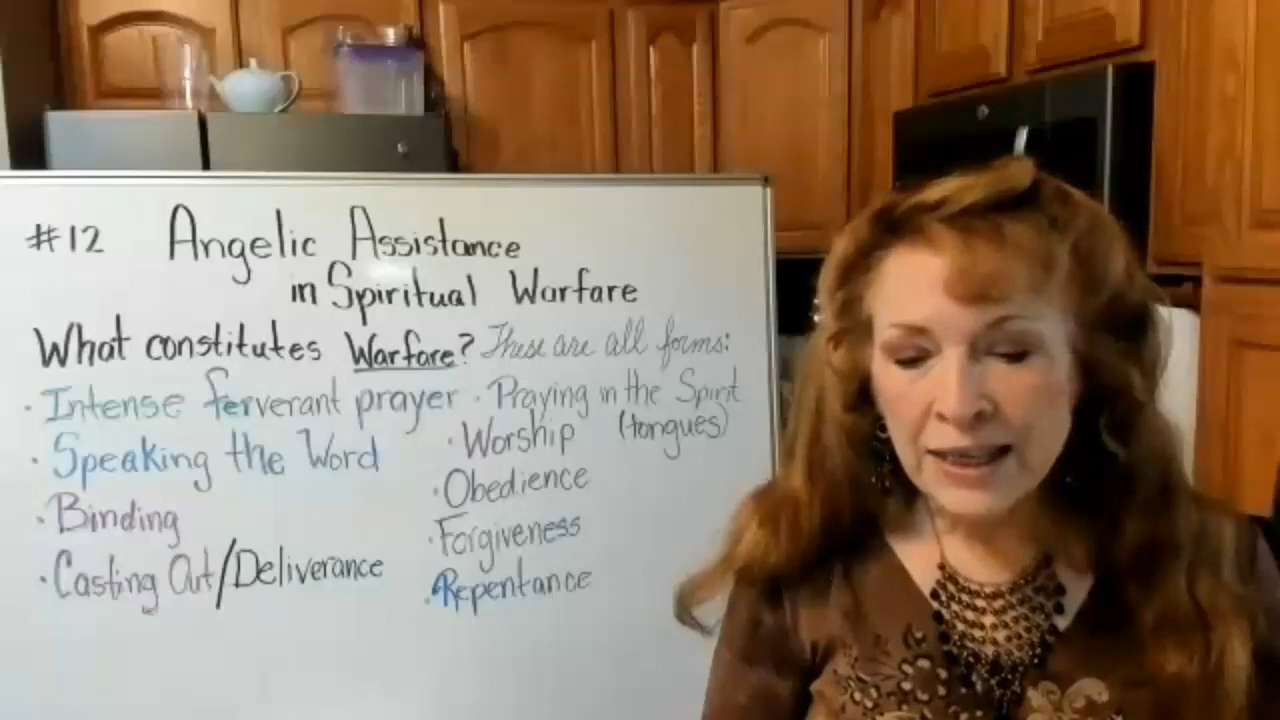 #12 Angelic Assistance
in Spiritual Warfare
What constitutes Warfare? These are all forms:
· Intense ferverant prayer · Praying in the Spirit
(tongues)
· Speaking the Word · Worship
· Binding · Obedience
· Casting Out/Deliverance · Forgiveness
· Repentance